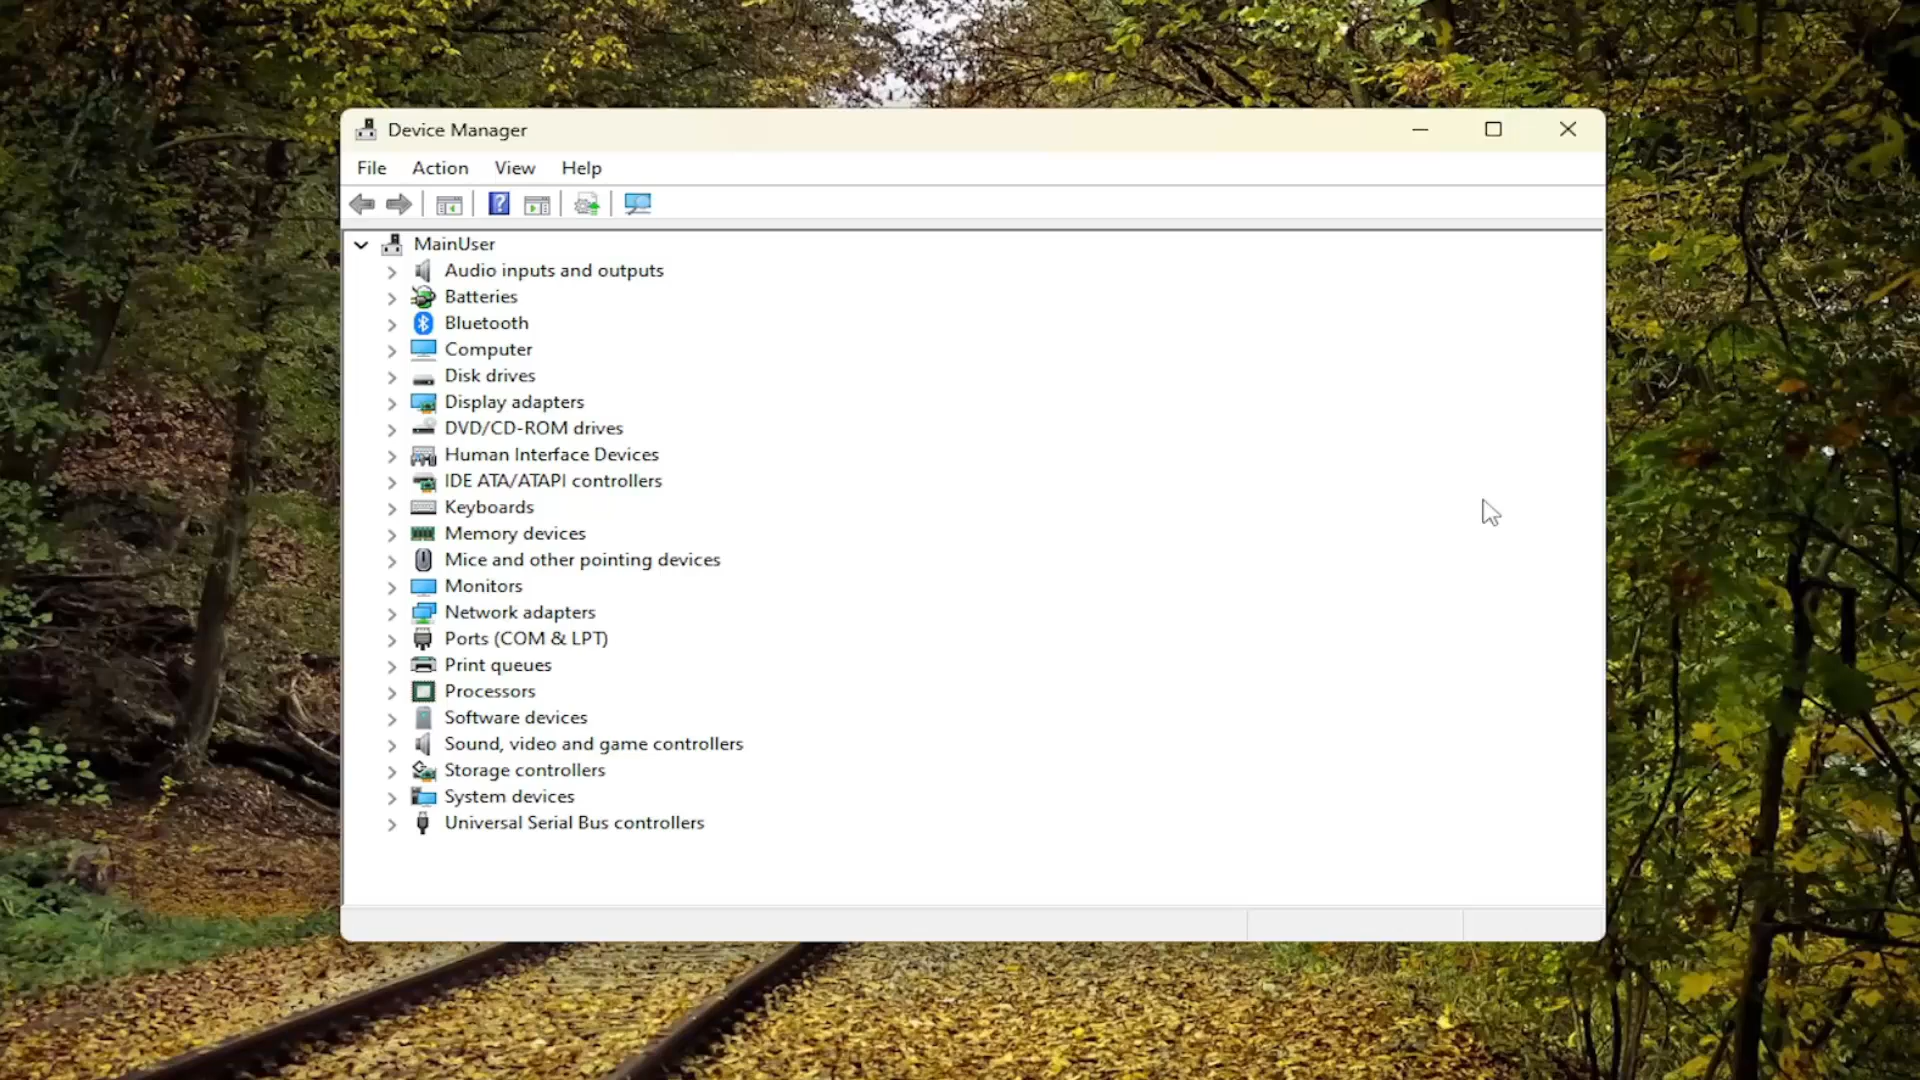 Device Manager
File Action View Help
MainUser
Audio inputs and outputs
Batteries
Bluetooth
Computer
Disk drives
Display adapters
DVD/CD-ROM drives
Human Interface Devices
IDE ATA/ATAPI controllers
Keyboards
Memory devices
Mice and other pointing devices
Monitors
Network adapters
Ports (COM & LPT)
Print queues
Processors
Software devices
Sound, video and game controllers
Storage controllers
System devices
Universal Serial Bus controllers